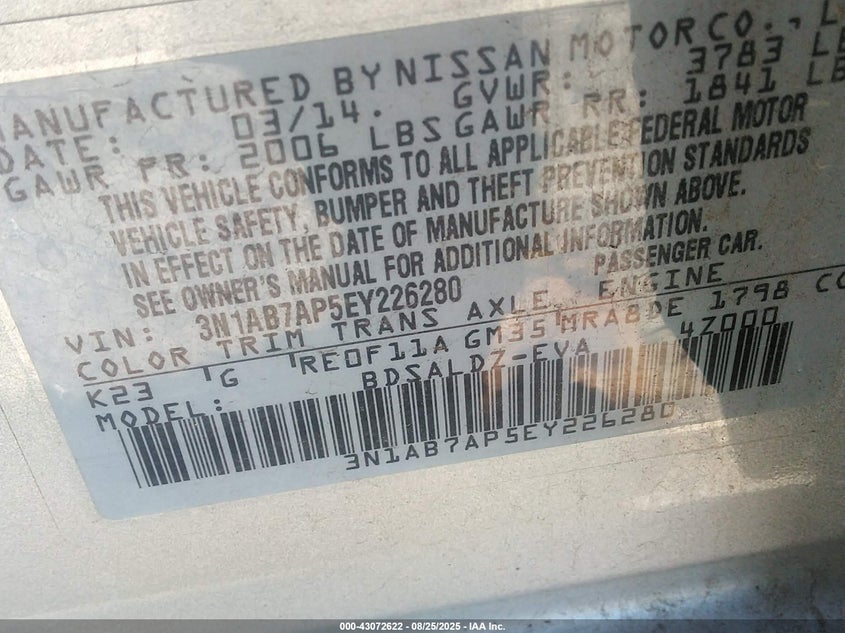 MANUFACTURED BY NISSAN MOTOR CO.,
DATE: 03/14. GVWR: 3783 LB
GAWR FR: 2006 LBS GAWR RR: 1841 LB
THIS VEHICLE CONFORMS TO ALL APPLICABLE FEDERAL MOTOR
VEHICLE SAFETY, BUMPER AND THEFT PREVENTION STANDARDS
IN EFFECT ON THE DATE OF MANUFACTURE SHOWN ABOVE.
SEE OWNER'S MANUAL FOR ADDITIONAL INFORMATION.
PASSENGER CAR.
VIN: 3N1AB7AP5EY226280
COLOR TRIM TRANS AXLE ENGINE
K23 G RE0F11A GM35 MRA8DE 1798 CC
MODEL: BDSALDZ-EVA 4Z000
3N1AB7AP5EY226280
000-43072622 - 08/25/2025 - IAA Inc.